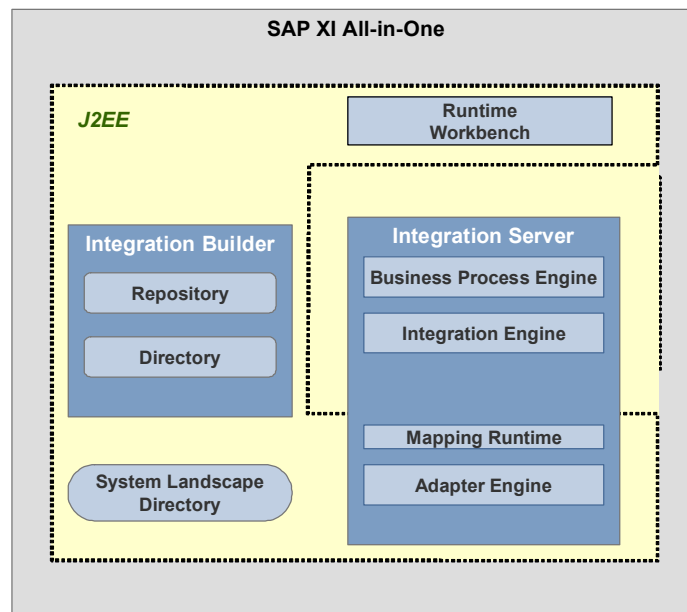 SAP XI All-in-One
J2EE
Runtime
Workbench
Integration Builder
Repository
Directory
System Landscape
Directory
Integration Server
Business Process Engine
Integration Engine
Mapping Runtime
Adapter Engine